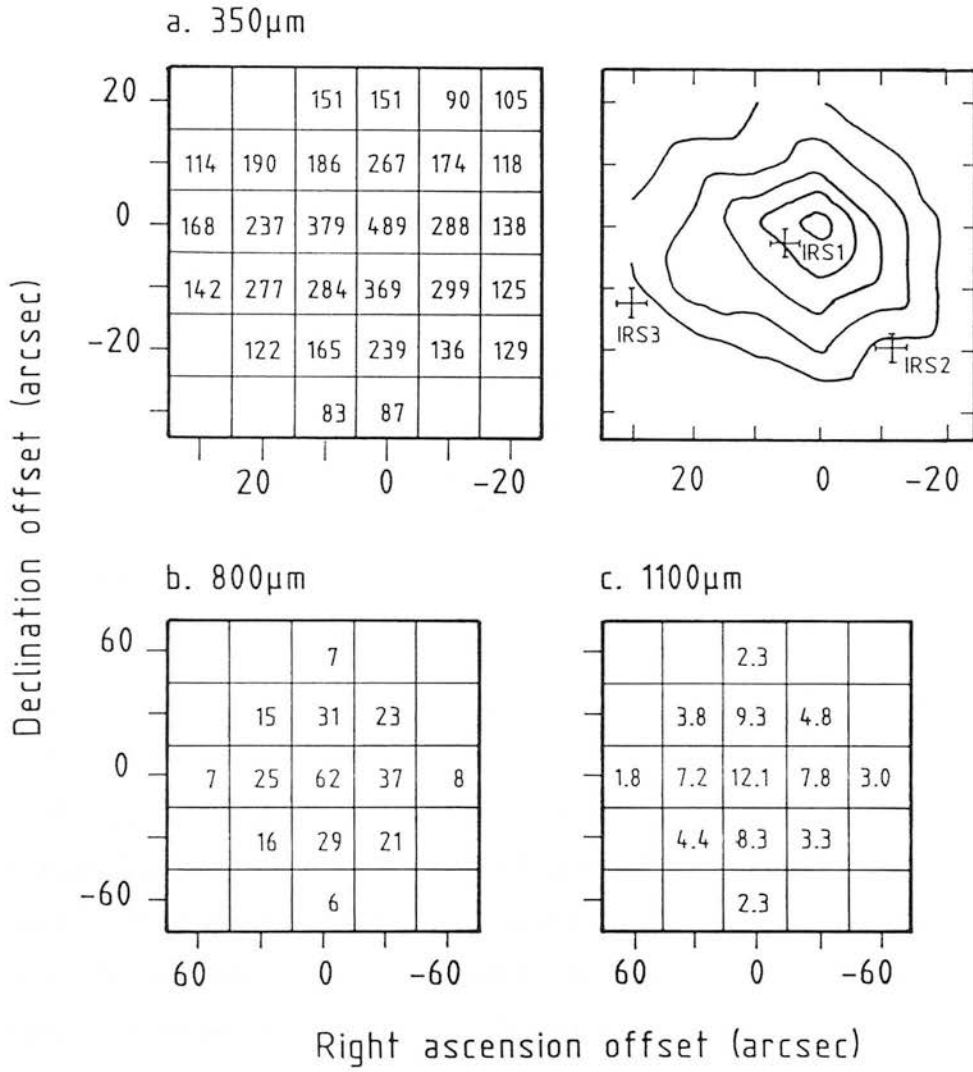 a. 350µm
20
151 151 90 105
114 190 186 267 174 118
0
168 237 379 489 288 138
142 277 284 369 299 125
-20
122 165 239 136 129
83 87
20 0 -20
IRS1
IRS3
IRS2
20 0 -20
Declination offset (arcsec)
b. 800µm
60
7
15 31 23
0
7 25 62 37 8
16 29 21
-60
6
60 0 -60
c. 1100µm
2.3
3.8 9.3 4.8
1.8 7.2 12.1 7.8 3.0
4.4 8.3 3.3
2.3
60 0 -60
Right ascension offset (arcsec)